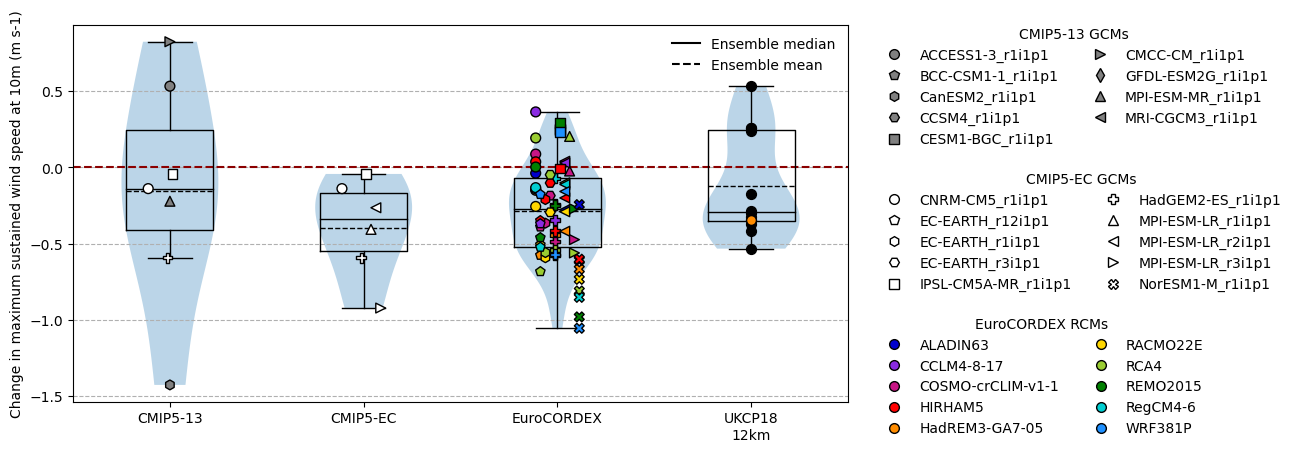 Change in maximum sustained wind speed at 10m (m s-1)
0.5
0.0
−0.5
−1.0
−1.5
Ensemble median
Ensemble mean
CMIP5-13
CMIP5-EC
EuroCORDEX
UKCP18
12km
CMIP5-13 GCMs
ACCESS1-3_r1i1p1
BCC-CSM1-1_r1i1p1
CanESM2_r1i1p1
CCSM4_r1i1p1
CESM1-BGC_r1i1p1
CMCC-CM_r1i1p1
GFDL-ESM2G_r1i1p1
MPI-ESM-MR_r1i1p1
MRI-CGCM3_r1i1p1
CMIP5-EC GCMs
CNRM-CM5_r1i1p1
EC-EARTH_r12i1p1
EC-EARTH_r1i1p1
EC-EARTH_r3i1p1
IPSL-CM5A-MR_r1i1p1
HadGEM2-ES_r1i1p1
MPI-ESM-LR_r1i1p1
MPI-ESM-LR_r2i1p1
MPI-ESM-LR_r3i1p1
NorESM1-M_r1i1p1
EuroCORDEX RCMs
ALADIN63
CCLM4-8-17
COSMO-crCLIM-v1-1
HIRHAM5
HadREM3-GA7-05
RACMO22E
RCA4
REMO2015
RegCM4-6
WRF381P